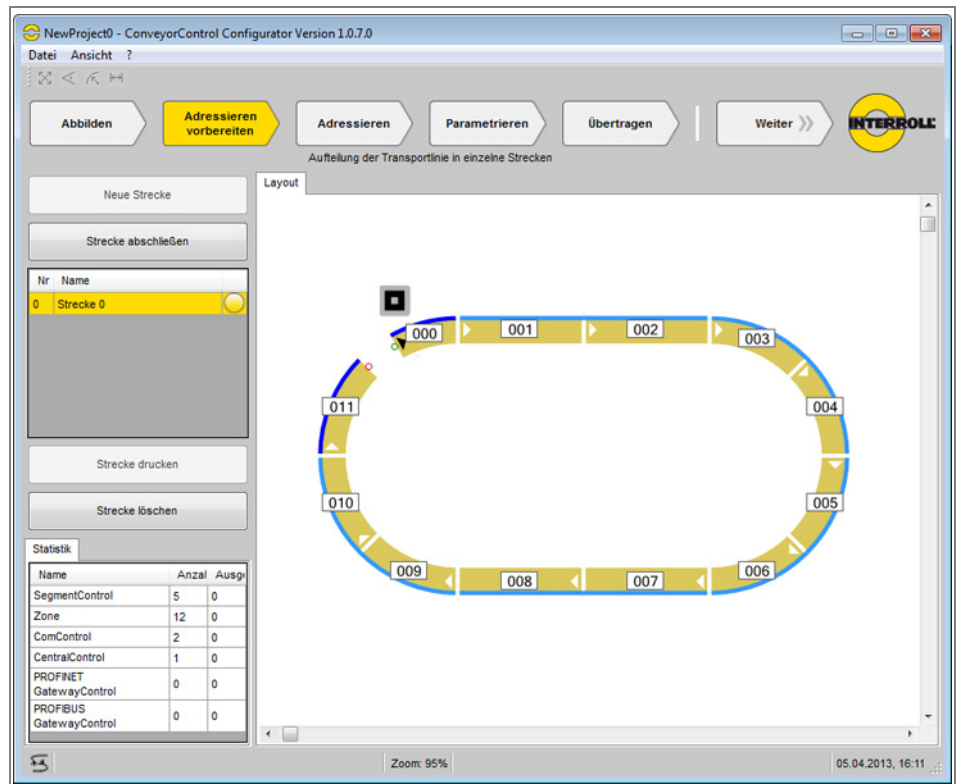 NewProject0 - ConveyorControl Configurator Version 1.0.7.0
Datei Ansicht ?
Abbilden
Adressieren
vorbereiten
Adressieren
Parametrieren
Übertragen
Weiter
INTERROLL
Aufteilung der Transportlinie in einzelne Strecken
Neue Strecke
Strecke abschließen
Nr Name
0 Strecke 0
Strecke drucken
Strecke löschen
Statistik
Name Anzal Ausg
SegmentControl 5 0
Zone 12 0
ComControl 2 0
CentralControl 1 0
PROFINET
GatewayControl 0 0
PROFIBUS
GatewayControl 0 0
Layout
000
001
002
003
004
005
006
007
008
009
010
011
Zoom: 95%
05.04.2013, 16:11